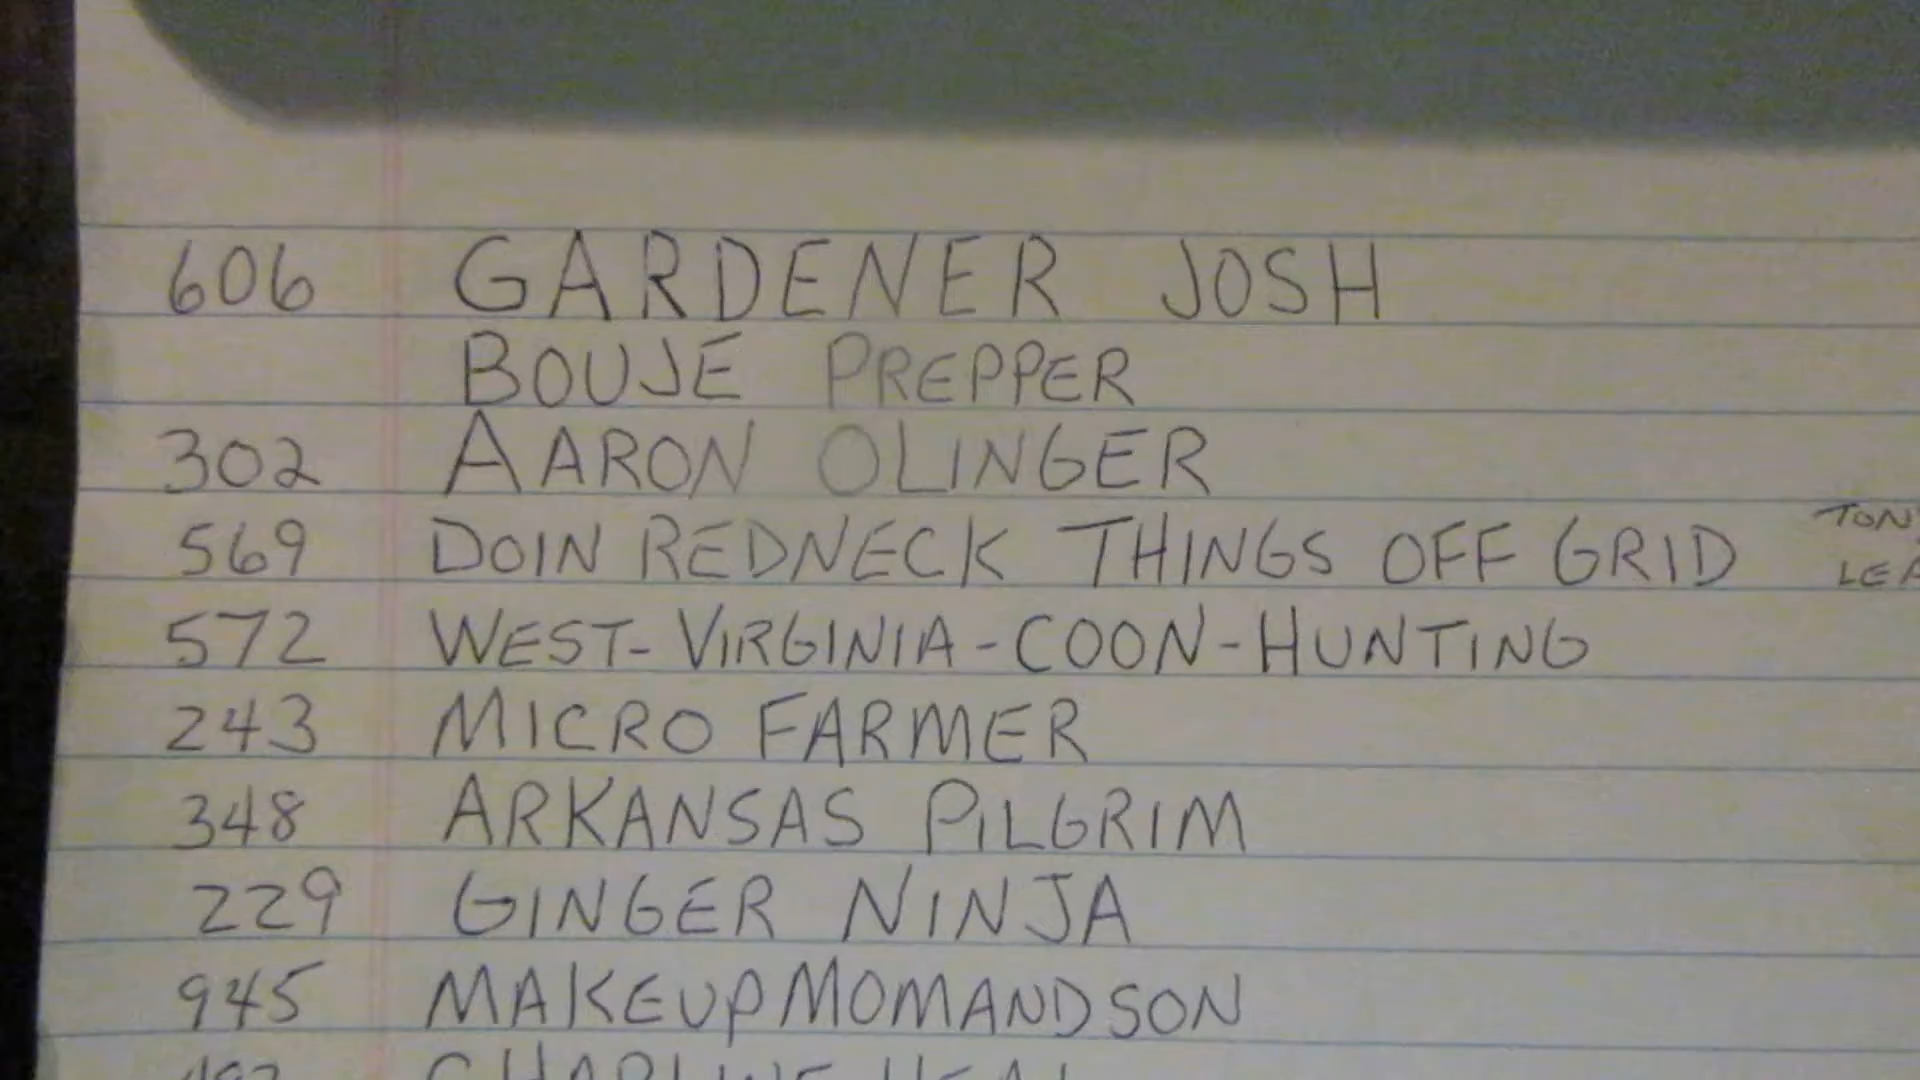 606 GARDENER JOSH
BOUJE PREPPER
302 AARON OLINGER
569 DOIN REDNECK THINGS OFF GRID
572 WEST-VIRGINIA-COON-HUNTING
243 MICRO FARMER
348 ARKANSAS PILGRIM
229 GINGER NINJA
945 MAKEUPMOMANDSON